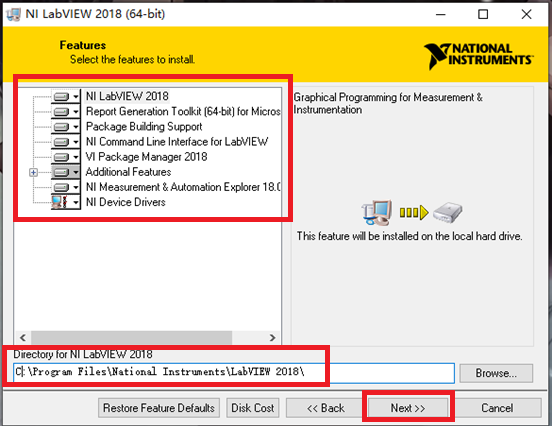 NI LabVIEW 2018 (64-bit)
Features
Select the features to install.
NATIONAL
INSTRUMENTS
NI LabVIEW 2018
Report Generation Toolkit (64-bit) for Micros
Package Building Support
NI Command Line Interface for LabVIEW
VI Package Manager 2018
Additional Features
NI Measurement & Automation Explorer 18.0
NI Device Drivers
Graphical Programming for Measurement &
Instrumentation
This feature will be installed on the local hard drive.
Directory for NI LabVIEW 2018
C:\Program Files\National Instruments\LabVIEW 2018\
Browse...
Restore Feature Defaults
Disk Cost
<< Back
Next >>
Cancel